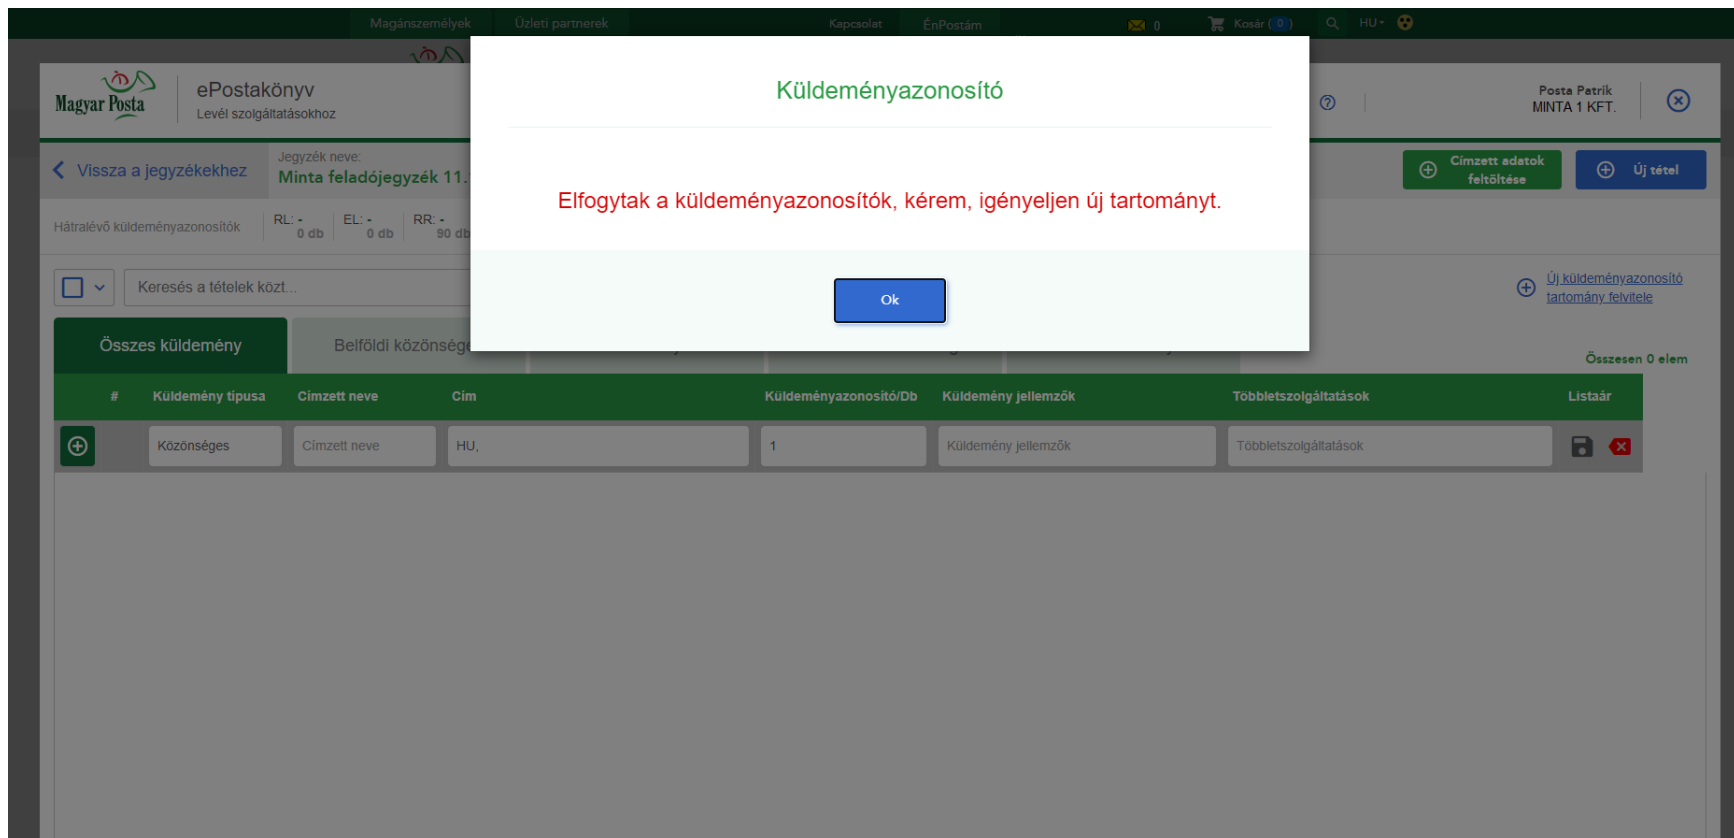 Magánszemélyek Üzleti partnerek Kapcsolat ÉnPostám 0 Kosár ( 0 ) HU
Küldeményazonosító
Magyar Posta
ePostakönyv
Levél szolgáltatásokhoz
Posta Patrik
MINTA 1 KFT.
Vissza a jegyzékekhez
Jegyzék neve:
Minta feladójegyzék 11.
Címzett adatok
feltöltése
Új tétel
Elfogytak a küldeményazonosítók, kérem, igényeljen új tartományt.
Hátralévő küldeményazonosítók
RL: -
0 db
EL: -
0 db
RR: -
90 db
Keresés a tételek közt...
Ok
Új küldeményazonosító
tartomány felvitele
Összes küldemény Belföldi közönsége
Összesen 0 elem
# Küldemény típusa Címzett neve Cím Küldeményazonosító/Db Küldemény jellemzők Többletszolgáltatások Listaár
Közönséges Címzett neve HU, 1 Küldemény jellemzők Többletszolgáltatások